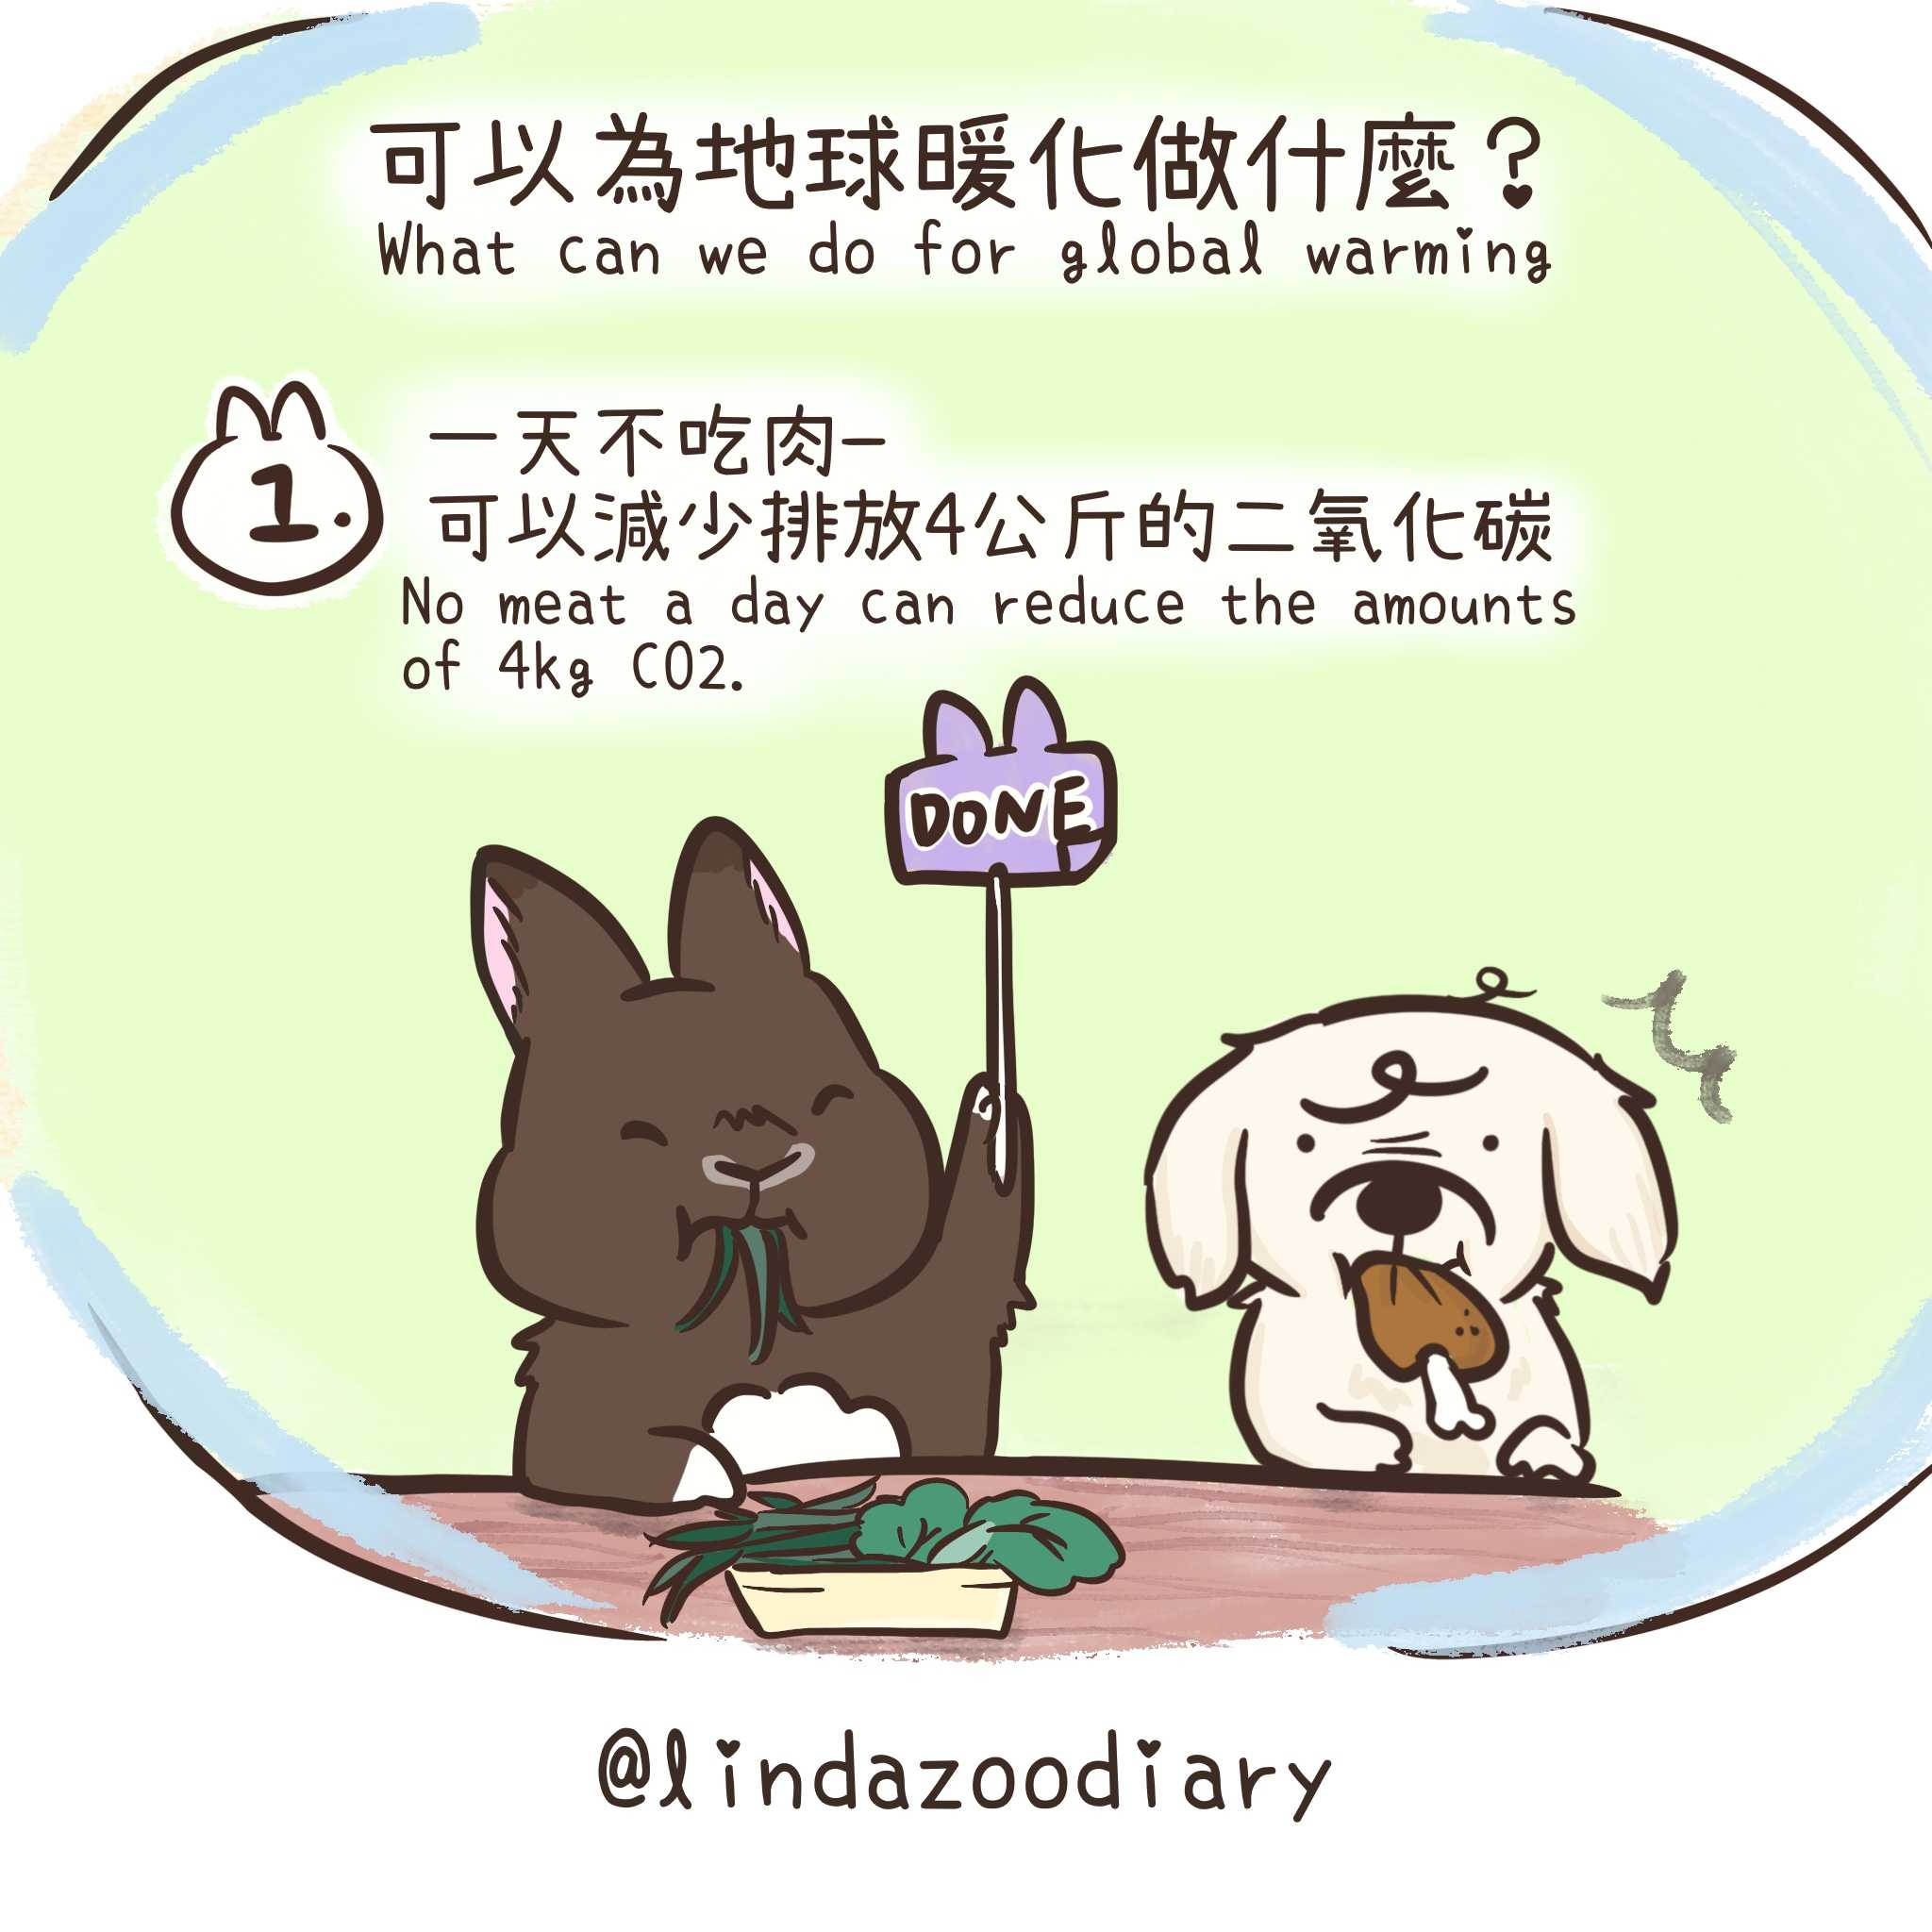 可以為地球暖化做什麼？
What can we do for global warming
1.
一天不吃肉—
可以減少排放4公斤的二氧化碳
No meat a day can reduce the amounts
of 4kg CO2.
DONE
@lindazoodiary